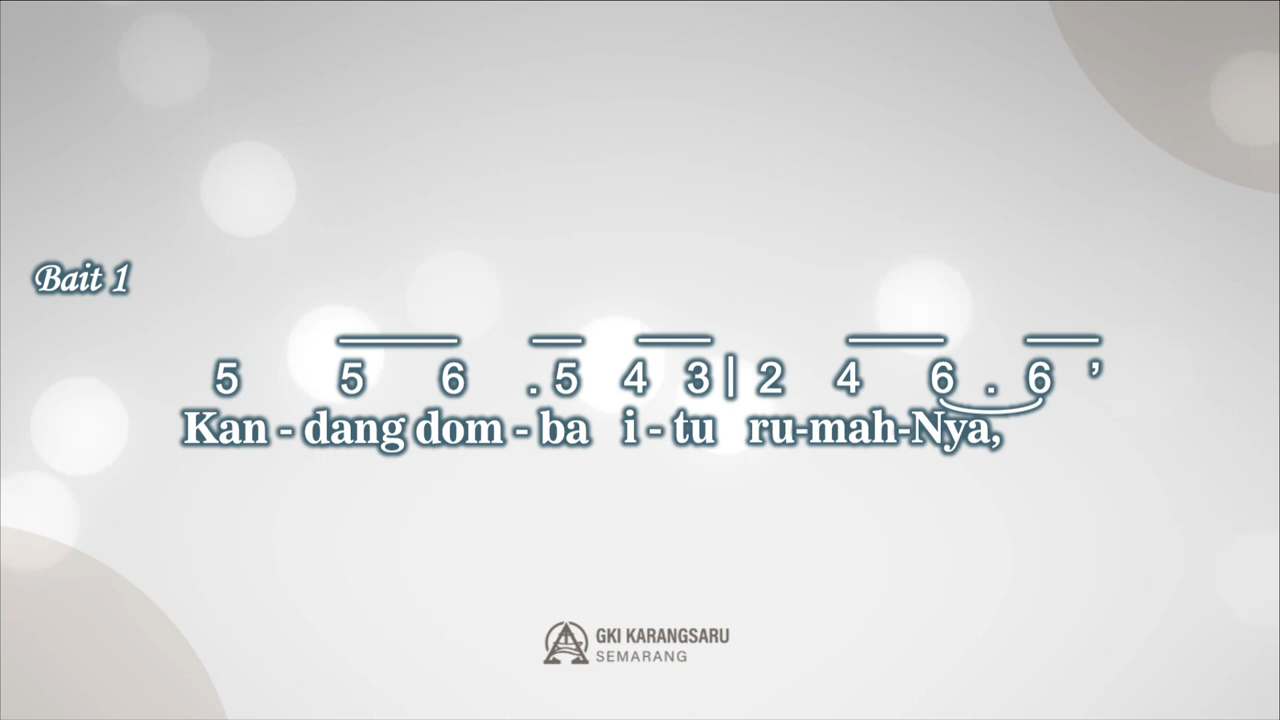 Bait 1
5 5 6 . 5 4 3 | 2 4 6 . 6 ’
Kan - dang dom - ba i - tu ru-mah-Nya,
GKI KARANGSARU
SEMARANG